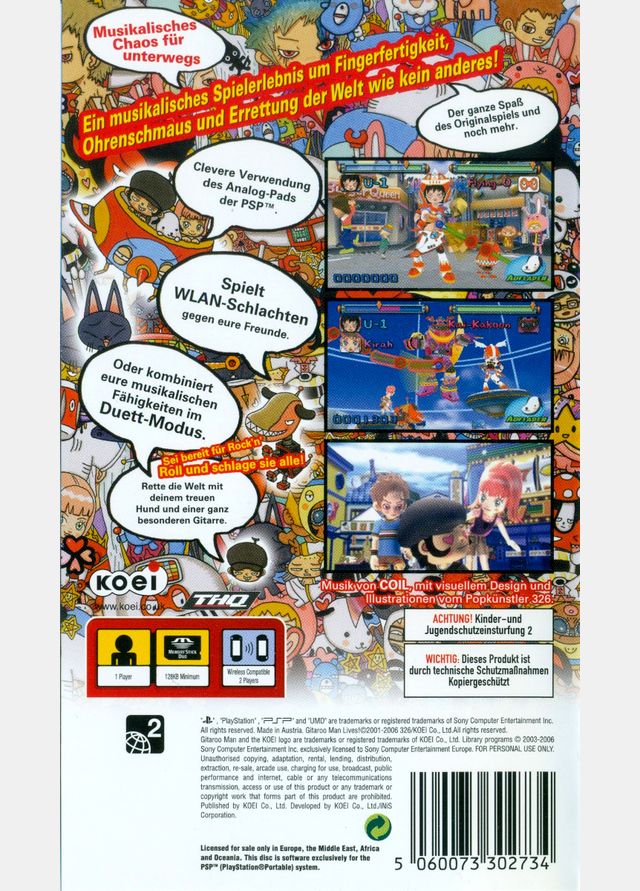 Musikalisches
Chaos für
unterwegs
Ein musikalisches Spielerlebnis um Fingerfertigkeit,
Ohrenschmaus und Errettung der Welt wie kein anderes!
Der ganze Spaß
des Originalspiels und
noch mehr.
Clevere Verwendung
des Analog-Pads
der PSP™.
U-1
Flying-O
Queen
0000000
AUFLADEN
Spielt
WLAN-Schlachten
gegen eure Freunde.
U-1
Kirah
Kai-Kakoon
AUFLADEN
Oder kombiniert
eure musikalischen
Fähigkeiten im
Duett-Modus.
Sei bereit für Rock'n'
Roll und schlage sie alle!
Rette die Welt mit
deinem treuen
Hund und einer ganz
besonderen Gitarre.
KOEI
www.koei.co.uk
THQ
Musik von COIL, mit visuellem Design und
Illustrationen vom Popkünstler 326.
ACHTUNG! Kinder-und
Jugendschutzeinsturfung 2
WICHTIG: Dieses Produkt ist
durch technische Schutzmaßnahmen
Kopiergeschützt
1 Player
MEMORY STICK
DUO
128KB Minimum
Wireless Compatible
2 Players
2
", "PlayStation", "PSP" and "UMD" are trademarks or registered trademarks of Sony Computer Entertainment Inc.
All rights reserved. Made in Austria. Gitaroo Man Lives!©2001-2006 326/KOEI Co., Ltd.All rights reserved.
Gitaroo Man and the KOEI logo are trademarks or registered trademarks of KOEI Co., Ltd. Library programs © 2003-2006
Sony Computer Entertainment Inc. exclusively licensed to Sony Computer Entertainment Europe. FOR PERSONAL USE ONLY.
Unauthorised copying, adaptation, rental, lending, distribution,
extraction, re-sale, arcade use, charging for use, broadcast, public
performance and internet, cable or any telecommunications
transmission, access or use of this product or any trademark or
copyright work that forms part of this product are prohibited.
Published by KOEI Co., Ltd. Developed by KOEI Co., Ltd./iNiS
Corporation.
Licensed for sale only in Europe, the Middle East, Africa
and Oceania. This disc is software exclusively for the
PSP™ (PlayStation®Portable) system.
5 060073 302734